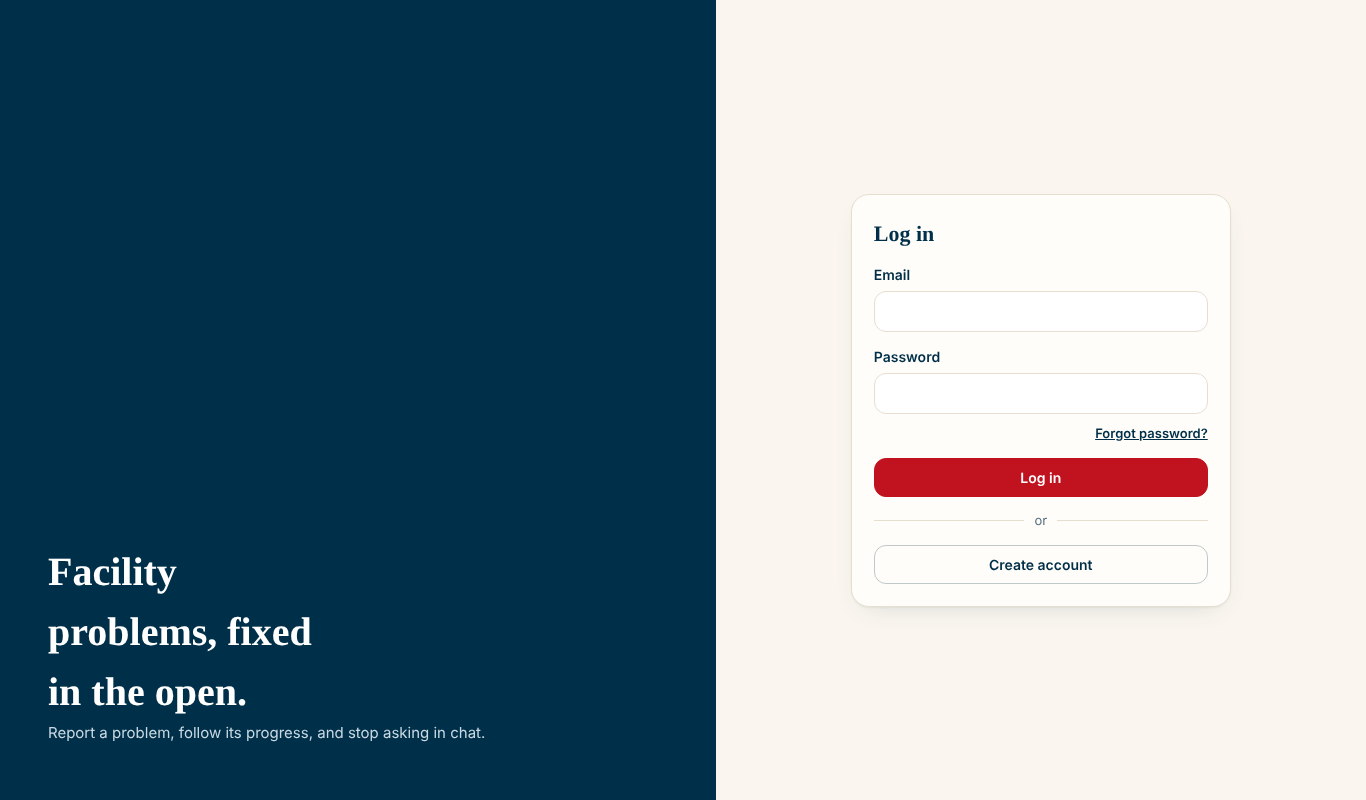 Facility
problems, fixed
in the open.
Report a problem, follow its progress, and stop asking in chat.
Log in
Email
Password
Forgot password?
Log in
or
Create account